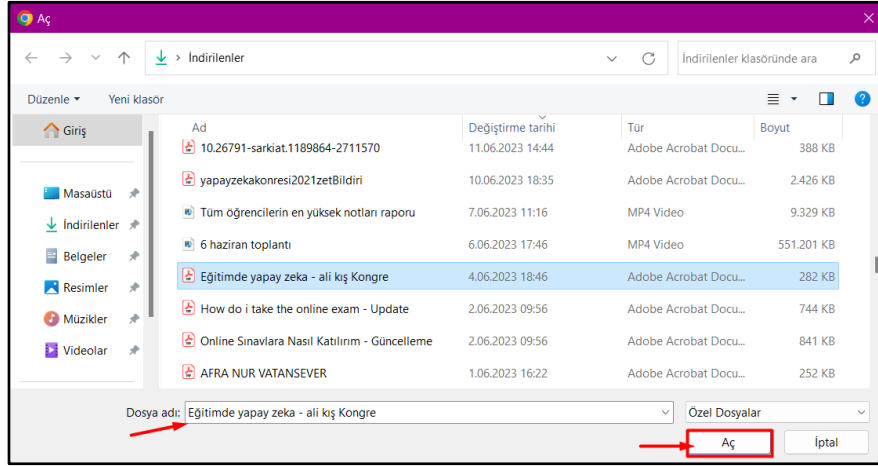 Aç
İndirilenler
İndirilenler klasöründe ara
Düzenle Yeni klasör
Giriş
Masaüstü
İndirilenler
Belgeler
Resimler
Müzikler
Videolar
Ad Değiştirme tarihi Tür Boyut
10.26791-sarkiat.1189864-2711570 11.06.2023 14:44 Adobe Acrobat Docu... 388 KB
yapayzekakonresi2021zetBildiri 10.06.2023 18:35 Adobe Acrobat Docu... 2.426 KB
Tüm öğrencilerin en yüksek notları raporu 7.06.2023 11:16 MP4 Video 9.329 KB
6 haziran toplantı 6.06.2023 17:46 MP4 Video 551.201 KB
Eğitimde yapay zeka - ali kış Kongre 4.06.2023 18:46 Adobe Acrobat Docu... 282 KB
How do i take the online exam - Update 2.06.2023 09:56 Adobe Acrobat Docu... 744 KB
Online Sınavlara Nasıl Katılırım - Güncelleme 2.06.2023 09:56 Adobe Acrobat Docu... 841 KB
AFRA NUR VATANSEVER 1.06.2023 16:22 Adobe Acrobat Docu... 252 KB
Dosya adı: Eğitimde yapay zeka - ali kış Kongre Özel Dosyalar
Aç İptal